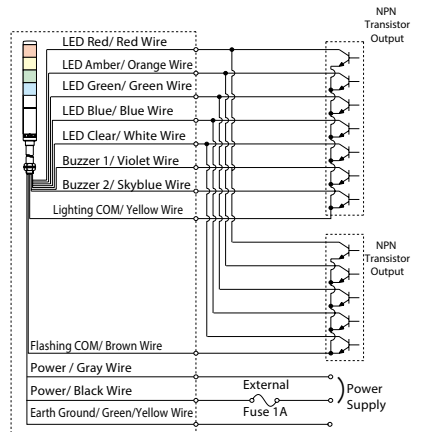 NPN
Transistor
Output
LED Red/ Red Wire
LED Amber/ Orange Wire
LED Green/ Green Wire
LED Blue/ Blue Wire
LED Clear/ White Wire
Buzzer 1/ Violet Wire
Buzzer 2/ Skyblue Wire
Lighting COM/ Yellow Wire
NPN
Transistor
Output
Flashing COM/ Brown Wire
Power / Gray Wire
Power/ Black Wire
External
Fuse 1A
Power
Supply
Earth Ground/ Green/Yellow Wire